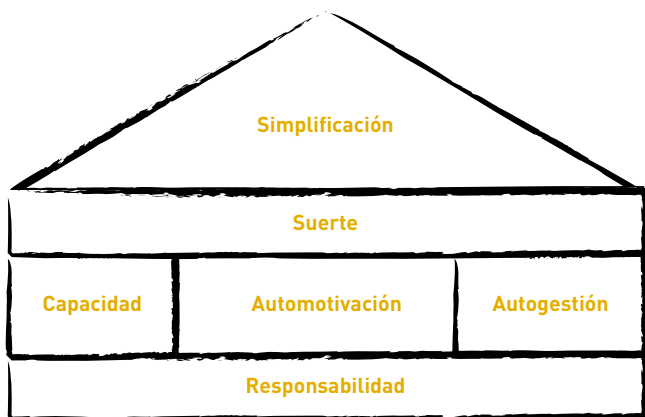 Simplificación
Suerte
Capacidad Automotivación Autogestión
Responsabilidad